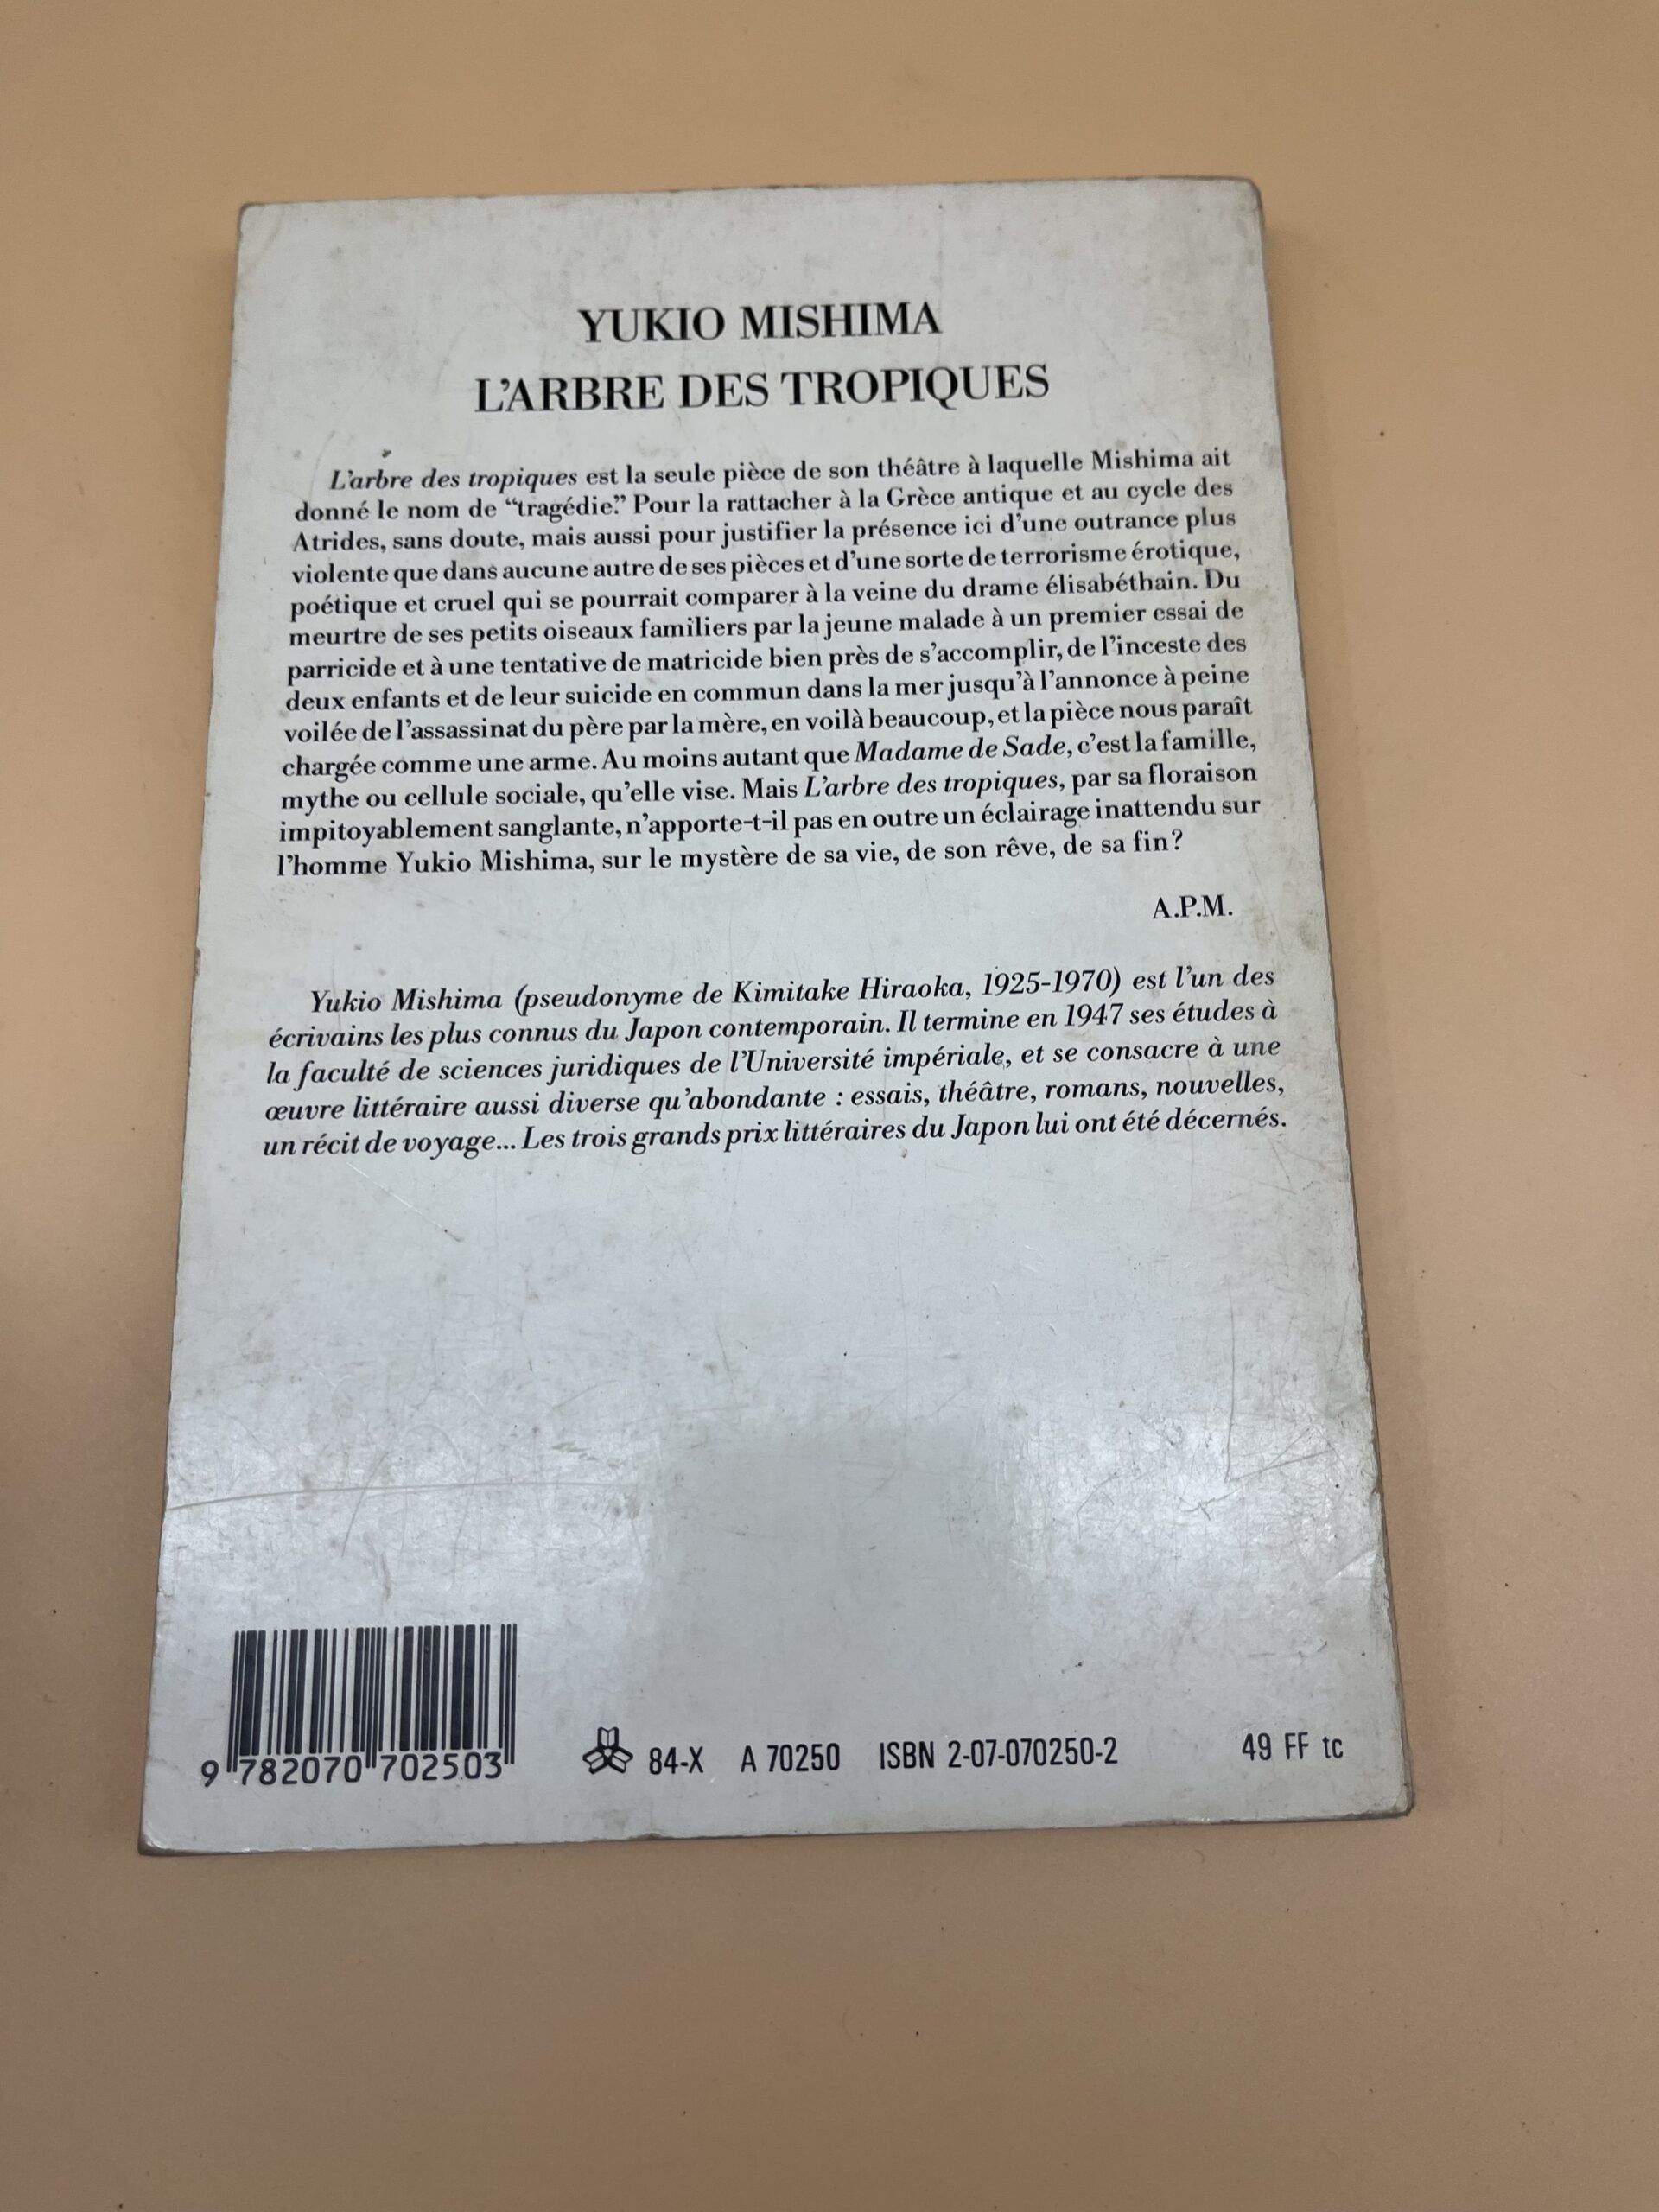 YUKIO MISHIMA
L'ARBRE DES TROPIQUES
L'arbre des tropiques est la seule pièce de son théâtre à laquelle Mishima ait
donné le nom de “tragédie.” Pour la rattacher à la Grèce antique et au cycle des
Atrides, sans doute, mais aussi pour justifier la présence ici d'une outrance plus
violente que dans aucune autre de ses pièces et d'une sorte de terrorisme érotique,
poétique et cruel qui se pourrait comparer à la veine du drame élisabéthain. Du
meurtre de ses petits oiseaux familiers par la jeune malade à un premier essai de
parricide et à une tentative de matricide bien près de s'accomplir, de l'inceste des
deux enfants et de leur suicide en commun dans la mer jusqu'à l'annonce à peine
voilée de l'assassinat du père par la mère, en voilà beaucoup, et la pièce nous paraît
chargée comme une arme. Au moins autant que Madame de Sade, c'est la famille,
mythe ou cellule sociale, qu'elle vise. Mais L'arbre des tropiques, par sa floraison
impitoyablement sanglante, n'apporte-t-il pas en outre un éclairage inattendu sur
l'homme Yukio Mishima, sur le mystère de sa vie, de son rêve, de sa fin?
A.P.M.
Yukio Mishima (pseudonyme de Kimitake Hiraoka, 1925-1970) est l'un des
écrivains les plus connus du Japon contemporain. Il termine en 1947 ses études à
la faculté de sciences juridiques de l'Université impériale, et se consacre à une
œuvre littéraire aussi diverse qu'abondante : essais, théâtre, romans, nouvelles,
un récit de voyage... Les trois grands prix littéraires du Japon lui ont été décernés.
9 782070 702503
84-X A 70250 ISBN 2-07-070250-2 49 FF tc